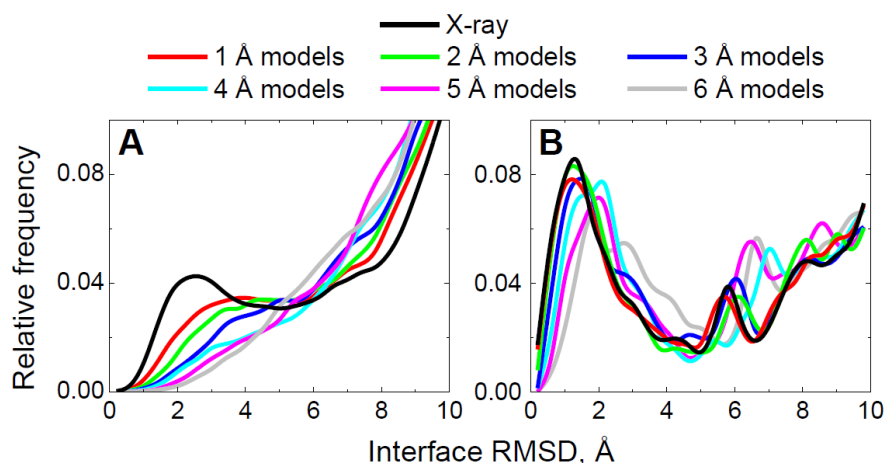 X-ray
1 Å models 2 Å models 3 Å models
4 Å models 5 Å models 6 Å models
A B
Relative frequency
0.08
0.04
0.00
0 2 4 6 8 10 0 2 4 6 8 10
0.08
0.04
0.00
Interface RMSD, Å